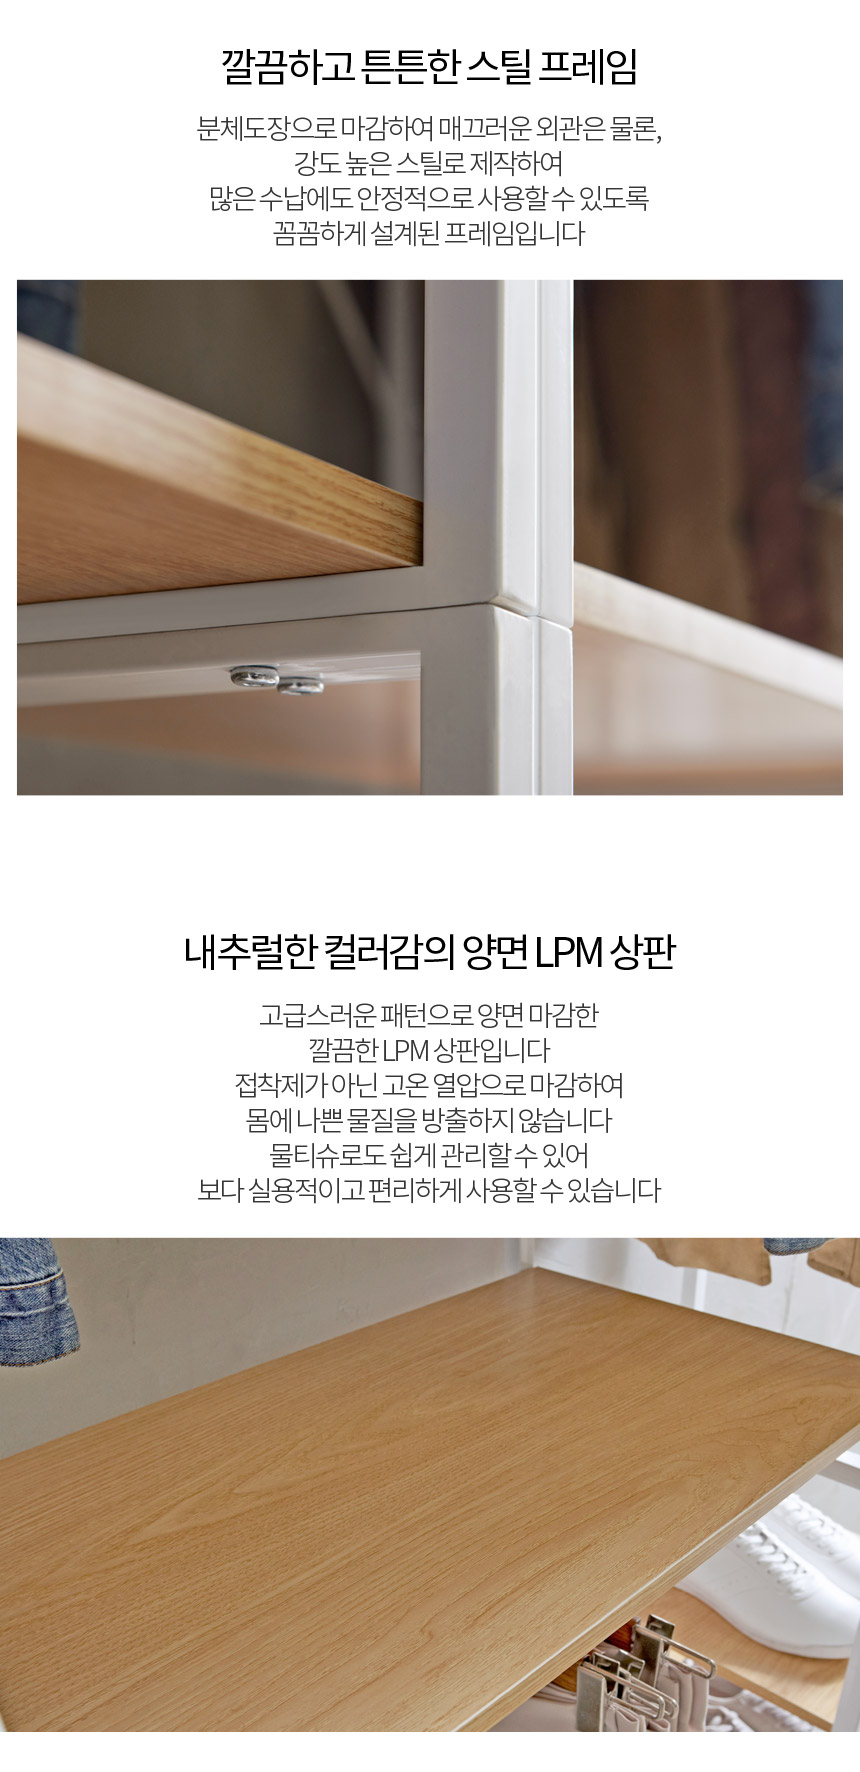 깔끔하고 튼튼한 스틸 프레임
분체도장으로 마감하여 매끄러운 외관은 물론,
강도 높은 스틸로 제작하여
많은 수납에도 안정적으로 사용할 수 있도록
꼼꼼하게 설계된 프레임입니다
내추럴한 컬러감의 양면 LPM 상판
고급스러운 패턴으로 양면 마감한
깔끔한 LPM 상판입니다
접착제가 아닌 고온 열압으로 마감하여
몸에 나쁜 물질을 방출하지 않습니다
물티슈로도 쉽게 관리할 수 있어
보다 실용적이고 편리하게 사용할 수 있습니다